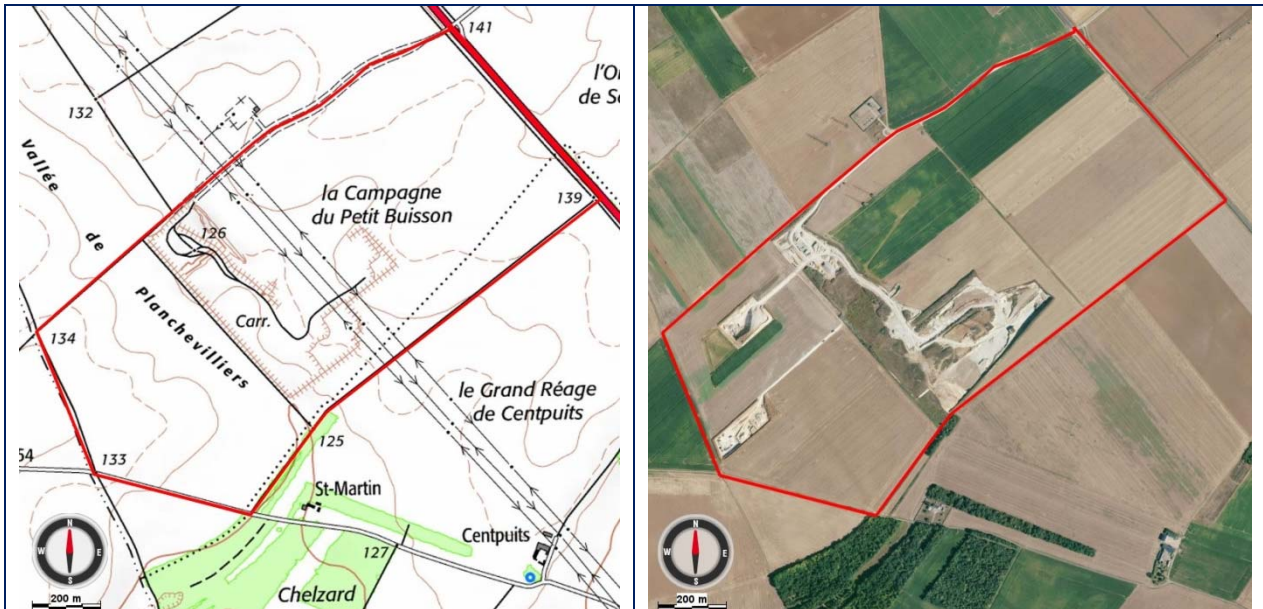 141
l'O
de S
132
Vallée
de
Planchevilliers
la Campagne
du Petit Buisson
139
126
Carr.
134
le Grand Réage
de Centpuits
125
54
133
St-Martin
Centpuits
127
Chelzard
N
W E
S
200 m
N
W E
S
200 m